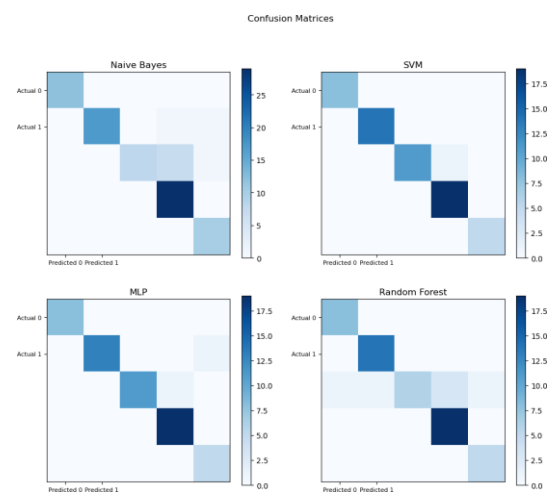 Confusion Matrices
Naive Bayes
Actual 0
Actual 1
Predicted 0 Predicted 1
25
20
15
10
5
0
SVM
Actual 0
Actual 1
Predicted 0 Predicted 1
17.5
15.0
12.5
10.0
7.5
5.0
2.5
0.0
MLP
Actual 0
Actual 1
Predicted 0 Predicted 1
17.5
15.0
12.5
10.0
7.5
5.0
2.5
0.0
Random Forest
Actual 0
Actual 1
Predicted 0 Predicted 1
17.5
15.0
12.5
10.0
7.5
5.0
2.5
0.0